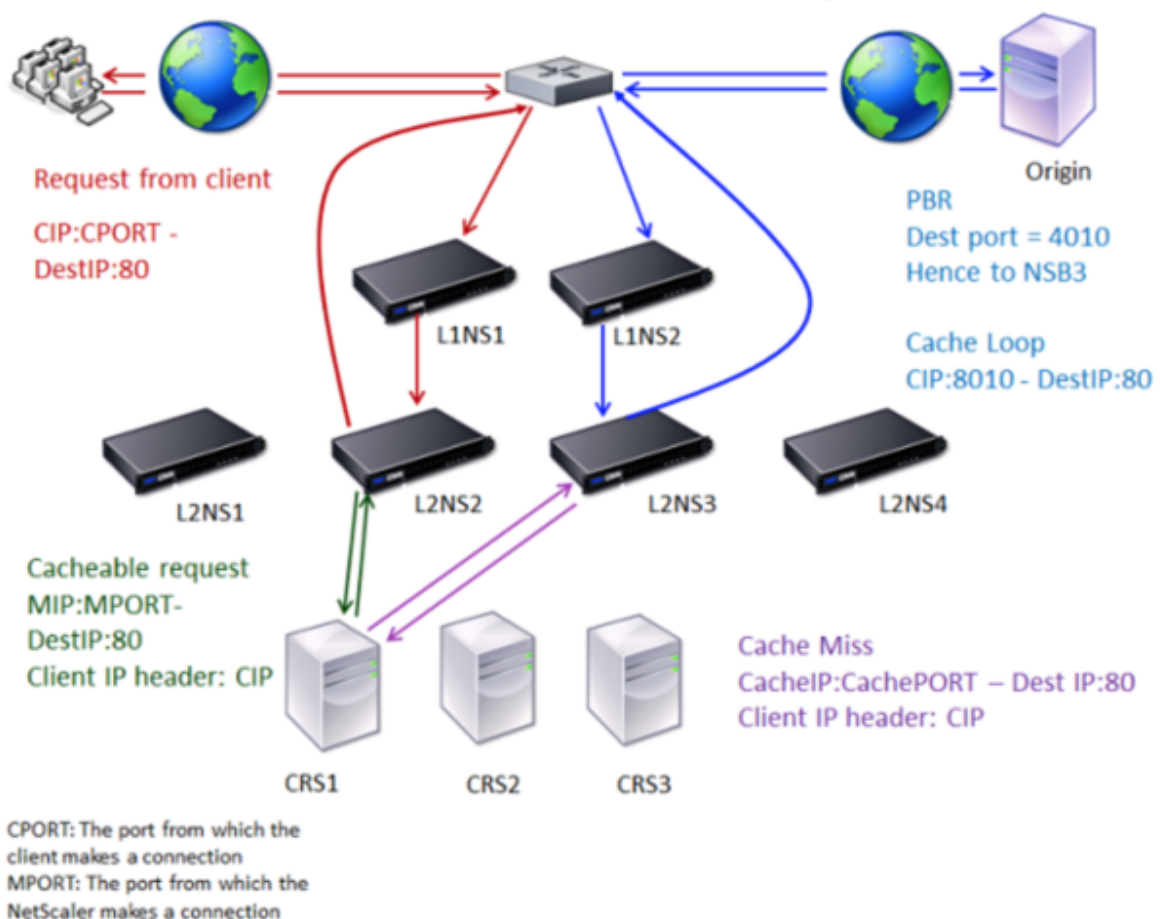 Request from client
CIP:CPORT -
DestIP:80
Origin
PBR
Dest port = 4010
Hence to NSB3
Cache Loop
CIP:8010 - DestIP:80
L1NS1
L1NS2
L2NS1
L2NS2
L2NS3
L2NS4
Cacheable request
MIP:MPORT-
DestIP:80
Client IP header: CIP
Cache Miss
CacheIP:CachePORT – Dest IP:80
Client IP header: CIP
CRS1
CRS2
CRS3
CPORT: The port from which the
client makes a connection
MPORT: The port from which the
NetScaler makes a connection